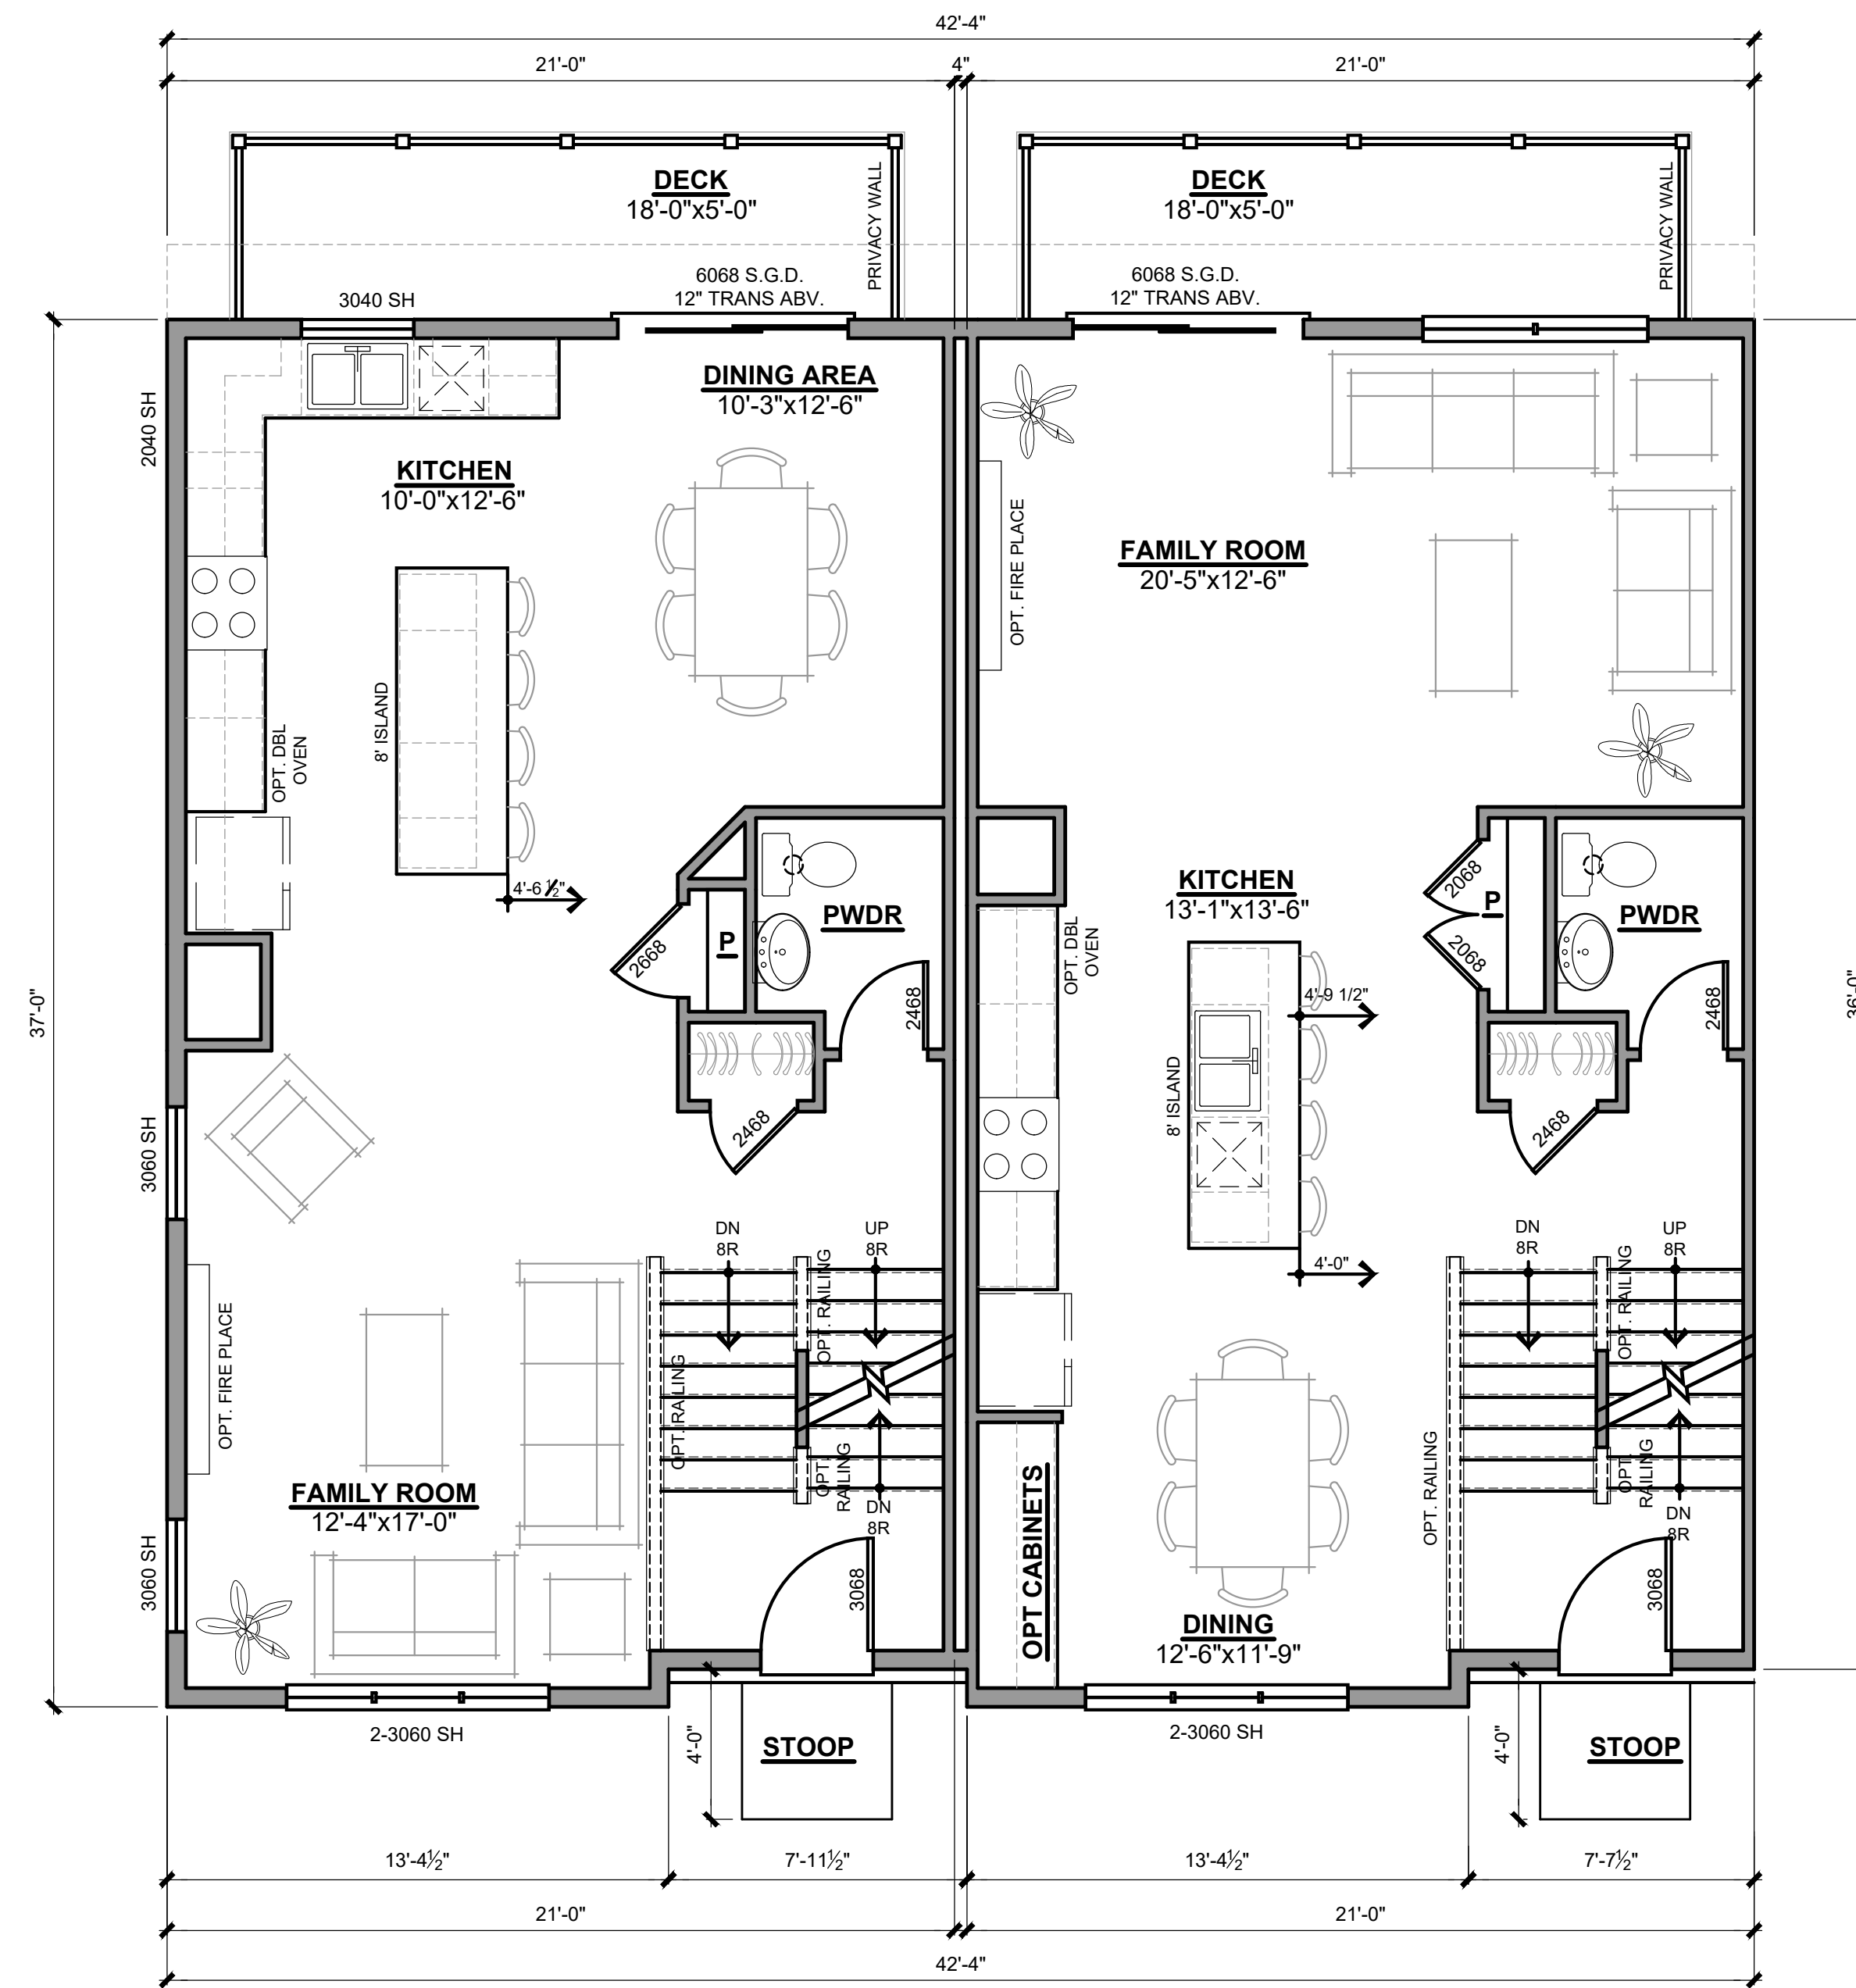 42'-4"
21'-0"
4"
21'-0"
DECK
18'-0"x5'-0"
PRIVACY WALL
DECK
18'-0"x5'-0"
PRIVACY WALL
3040 SH
6068 S.G.D.
12" TRANS ABV.
6068 S.G.D.
12" TRANS ABV.
2040 SH
DINING AREA
10'-3"x12'-6"
KITCHEN
10'-0"x12'-6"
OPT. FIRE PLACE
FAMILY ROOM
20'-5"x12'-6"
8' ISLAND
OPT. DBL
OVEN
4'-6 ½"
2668
P
PWDR
2468
2468
KITCHEN
13'-1"x13'-6"
OPT. DBL
OVEN
4'-9 1/2"
8' ISLAND
4'-0"
2068
2068
P
PWDR
2468
2468
37'-0"
36'-0"
3060 SH
DN
8R
UP
8R
OPT. RAILING
OPT. RAILING
OPT.
RAILING
DN
8R
OPT. FIRE PLACE
FAMILY ROOM
12'-4"x17'-0"
3060 SH
3068
DN
8R
UP
8R
OPT. RAILING
OPT. RAILING
OPT.
RAILING
DN
8R
OPT CABINETS
DINING
12'-6"x11'-9"
3068
2-3060 SH
4'-0"
STOOP
2-3060 SH
4'-0"
STOOP
13'-4½"
7'-11½"
13'-4½"
7'-7½"
21'-0"
21'-0"
42'-4"